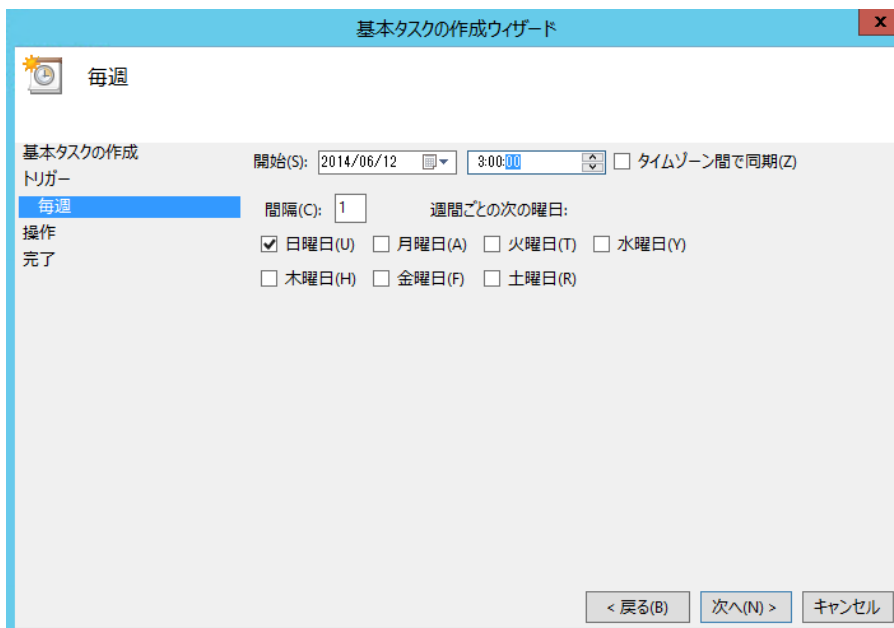 基本タスクの作成ウィザード
x
毎週
基本タスクの作成
トリガー
毎週
操作
完了
開始(S): 2014/06/12 3:00:00 タイムゾーン間で同期(Z)
間隔(C): 1 週間ごとの次の曜日:
日曜日(U) 月曜日(A) 火曜日(T) 水曜日(Y)
木曜日(H) 金曜日(F) 土曜日(R)
< 戻る(B) 次へ(N) > キャンセル